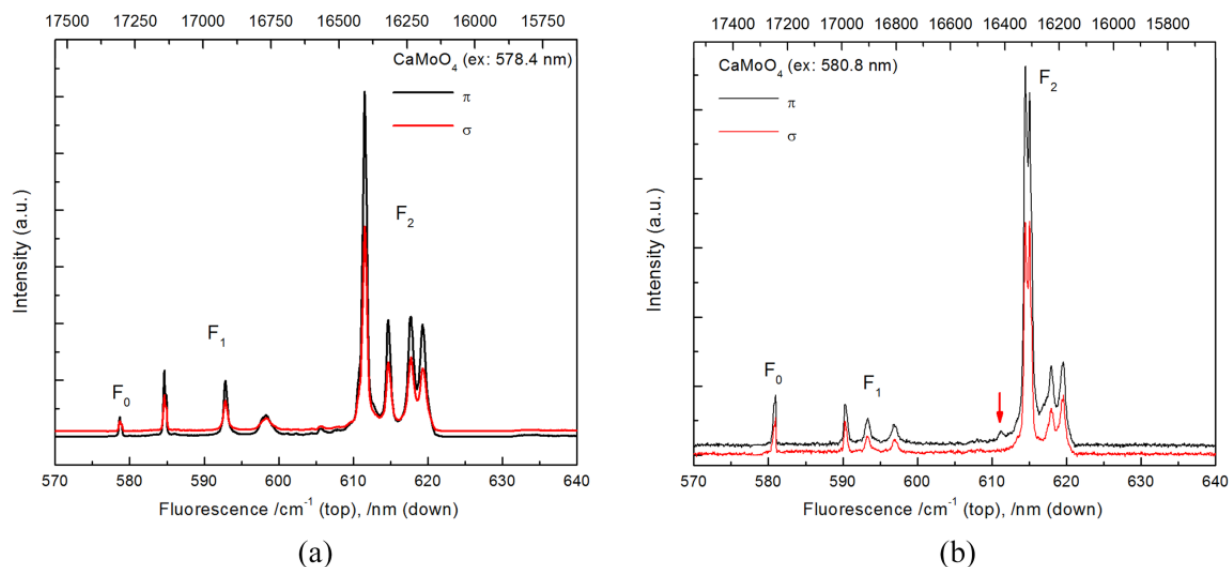 17500 17250 17000 16750 16500 16250 16000 15750
CaMoO₄ (ex: 578.4 nm)
π
σ
F₂
F₁
F₀
Intensity (a.u.)
570 580 590 600 610 620 630 640
Fluorescence /cm⁻¹ (top), /nm (down)
(a)
17400 17200 17000 16800 16600 16400 16200 16000 15800
CaMoO₄ (ex: 580.8 nm)
F₂
π
σ
F₀
F₁
Intensity (a.u.)
570 580 590 600 610 620 630 640
Fluorescence /cm⁻¹ (top), /nm (down)
(b)